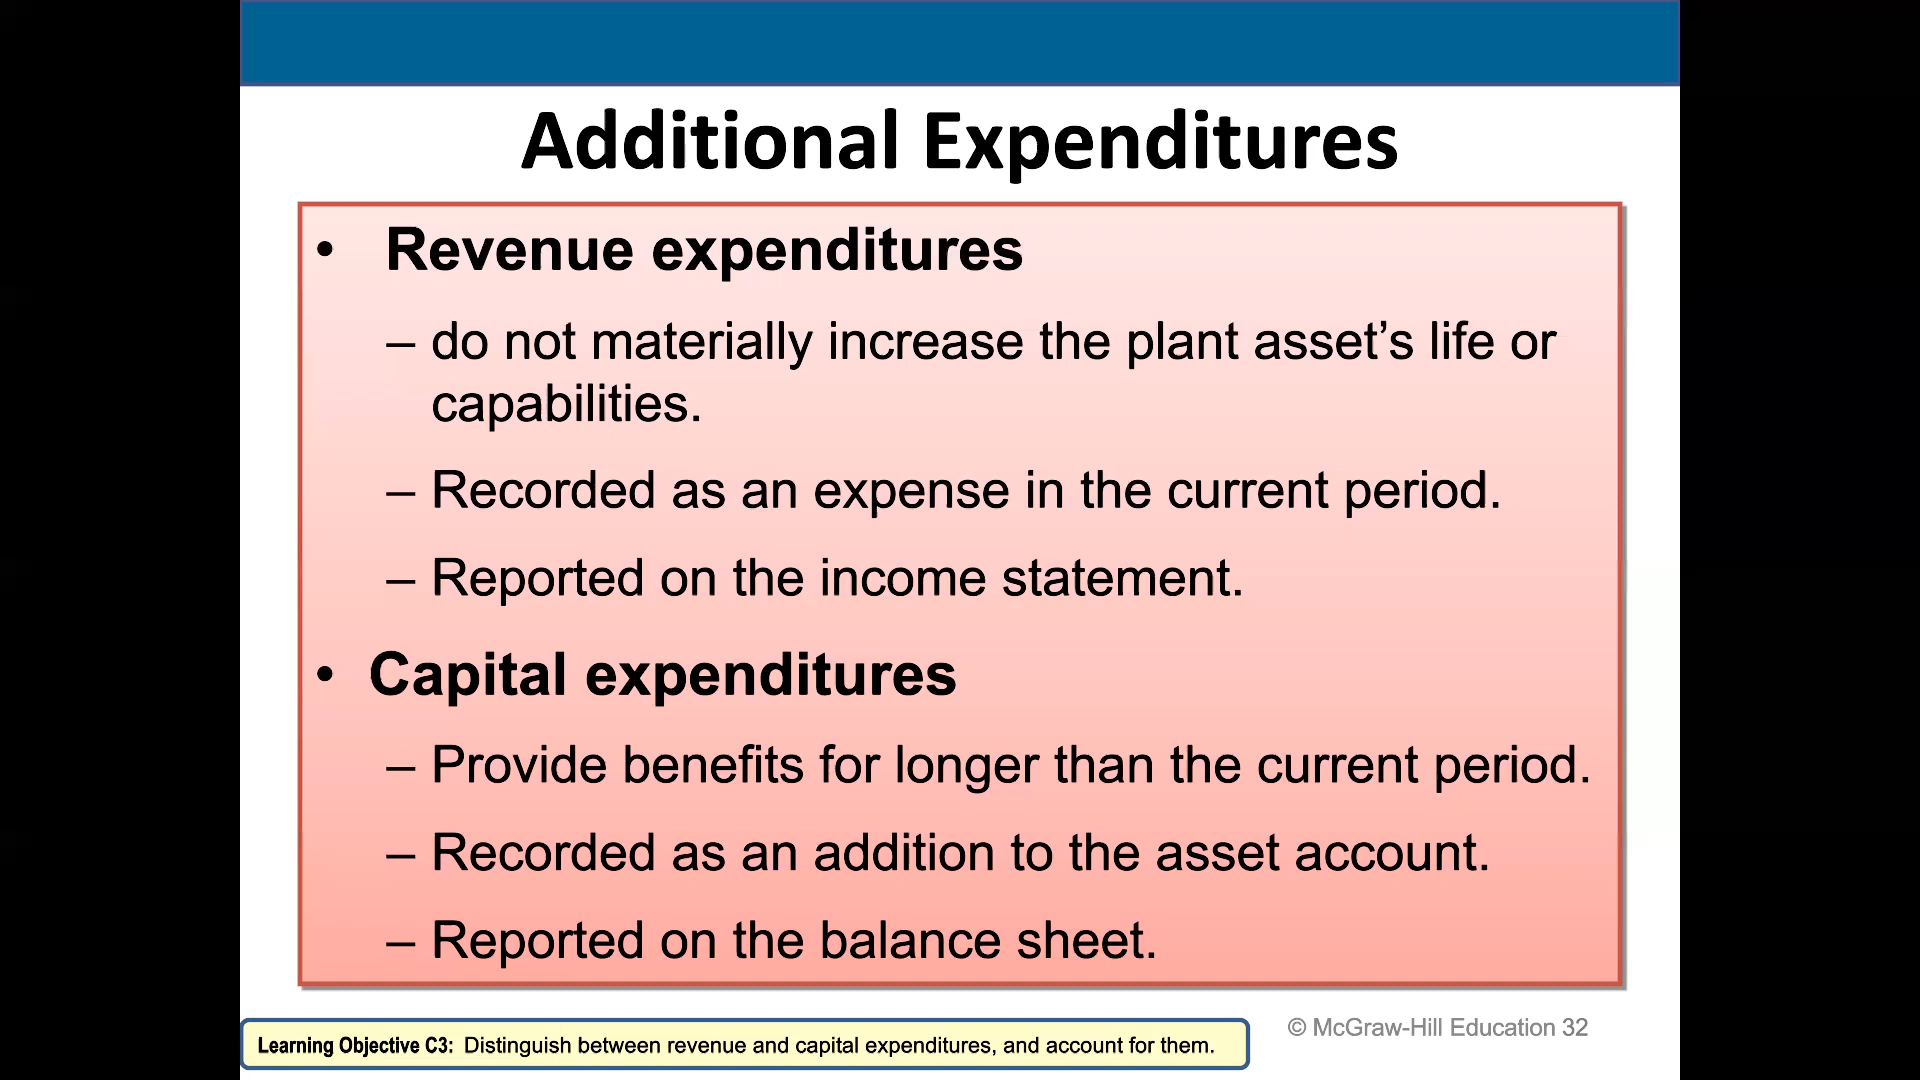 Additional Expenditures
• Revenue expenditures
– do not materially increase the plant asset’s life or
capabilities.
– Recorded as an expense in the current period.
– Reported on the income statement.
• Capital expenditures
– Provide benefits for longer than the current period.
– Recorded as an addition to the asset account.
– Reported on the balance sheet.
Learning Objective C3: Distinguish between revenue and capital expenditures, and account for them.
© McGraw-Hill Education 32